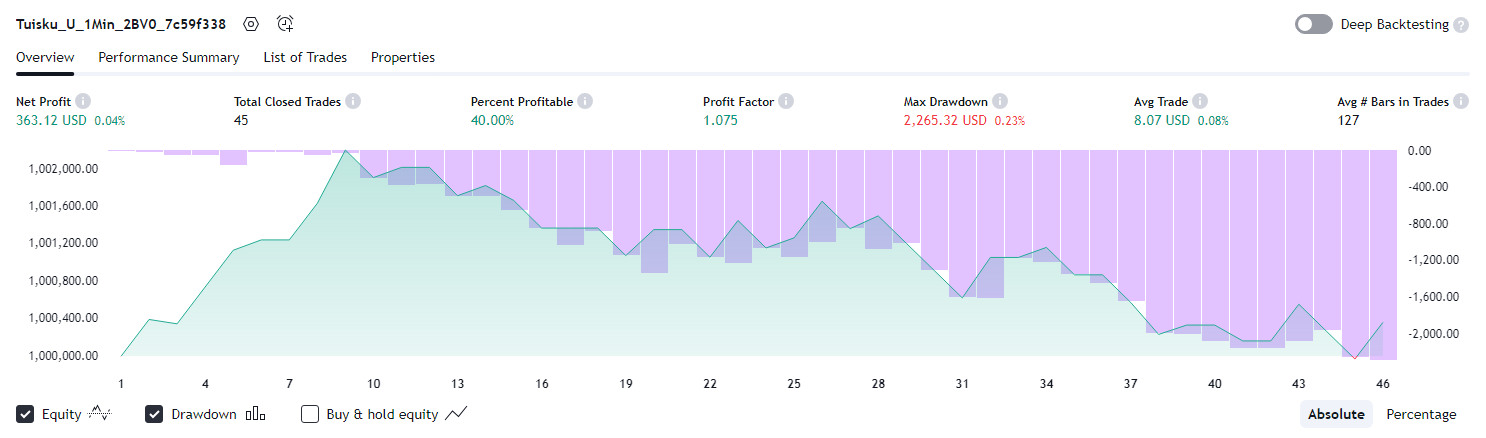 Tuisku_U_1Min_2BV0_7c59f338 Deep Backtesting ?
Overview Performance Summary List of Trades Properties
Net Profit i Total Closed Trades i Percent Profitable i Profit Factor i Max Drawdown i Avg Trade i Avg # Bars in Trades i
363.12 USD 0.04% 45 40.00% 1.075 2,265.32 USD 0.23% 8.07 USD 0.08% 127
0.00
1,002,000.00
-400.00
1,001,600.00
-800.00
1,001,200.00
-1,200.00
1,000,800.00
-1,600.00
1,000,400.00
-2,000.00
1,000,000.00
1 4 7 10 13 16 19 22 25 28 31 34 37 40 43 46
Equity Drawdown Buy & hold equity Absolute Percentage